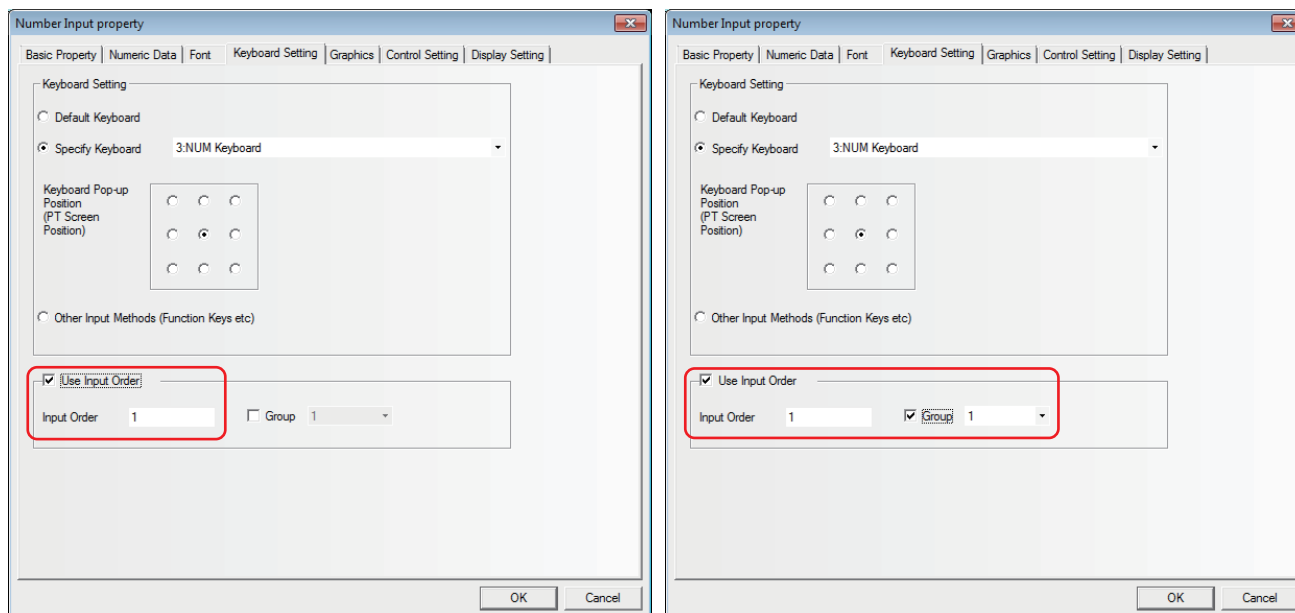 Number Input property
Basic Property Numeric Data Font Keyboard Setting Graphics Control Setting Display Setting
Keyboard Setting
Default Keyboard
Specify Keyboard 3:NUM Keyboard
Keyboard Pop-up
Position
(PT Screen
Position)
Other Input Methods (Function Keys etc)
Use Input Order
Input Order 1 Group 1
OK Cancel
Number Input property
Basic Property Numeric Data Font Keyboard Setting Graphics Control Setting Display Setting
Keyboard Setting
Default Keyboard
Specify Keyboard 3:NUM Keyboard
Keyboard Pop-up
Position
(PT Screen
Position)
Other Input Methods (Function Keys etc)
Use Input Order
Input Order 1 Group 1
OK Cancel